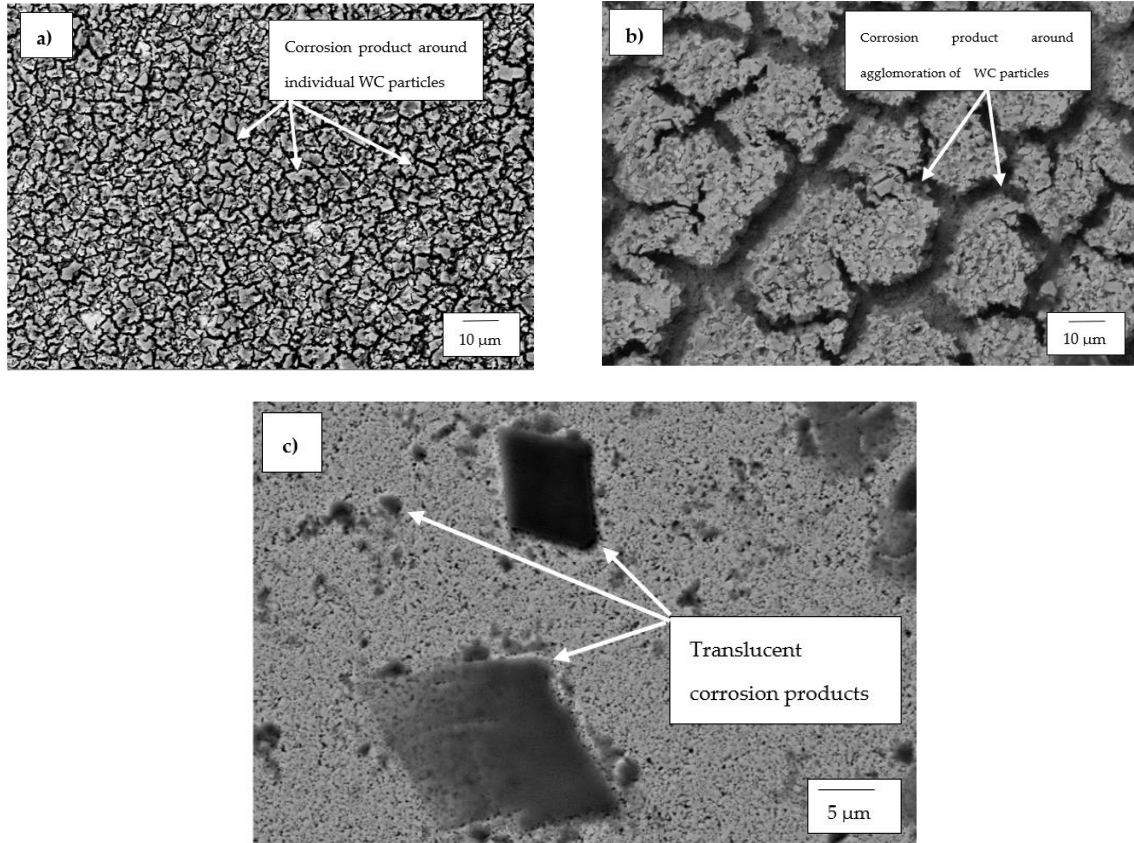 a)
Corrosion product around
individual WC particles
10 μm
b)
Corrosion product around
agglomoration of WC particles
10 μm
c)
Translucent
corrosion products
5 μm